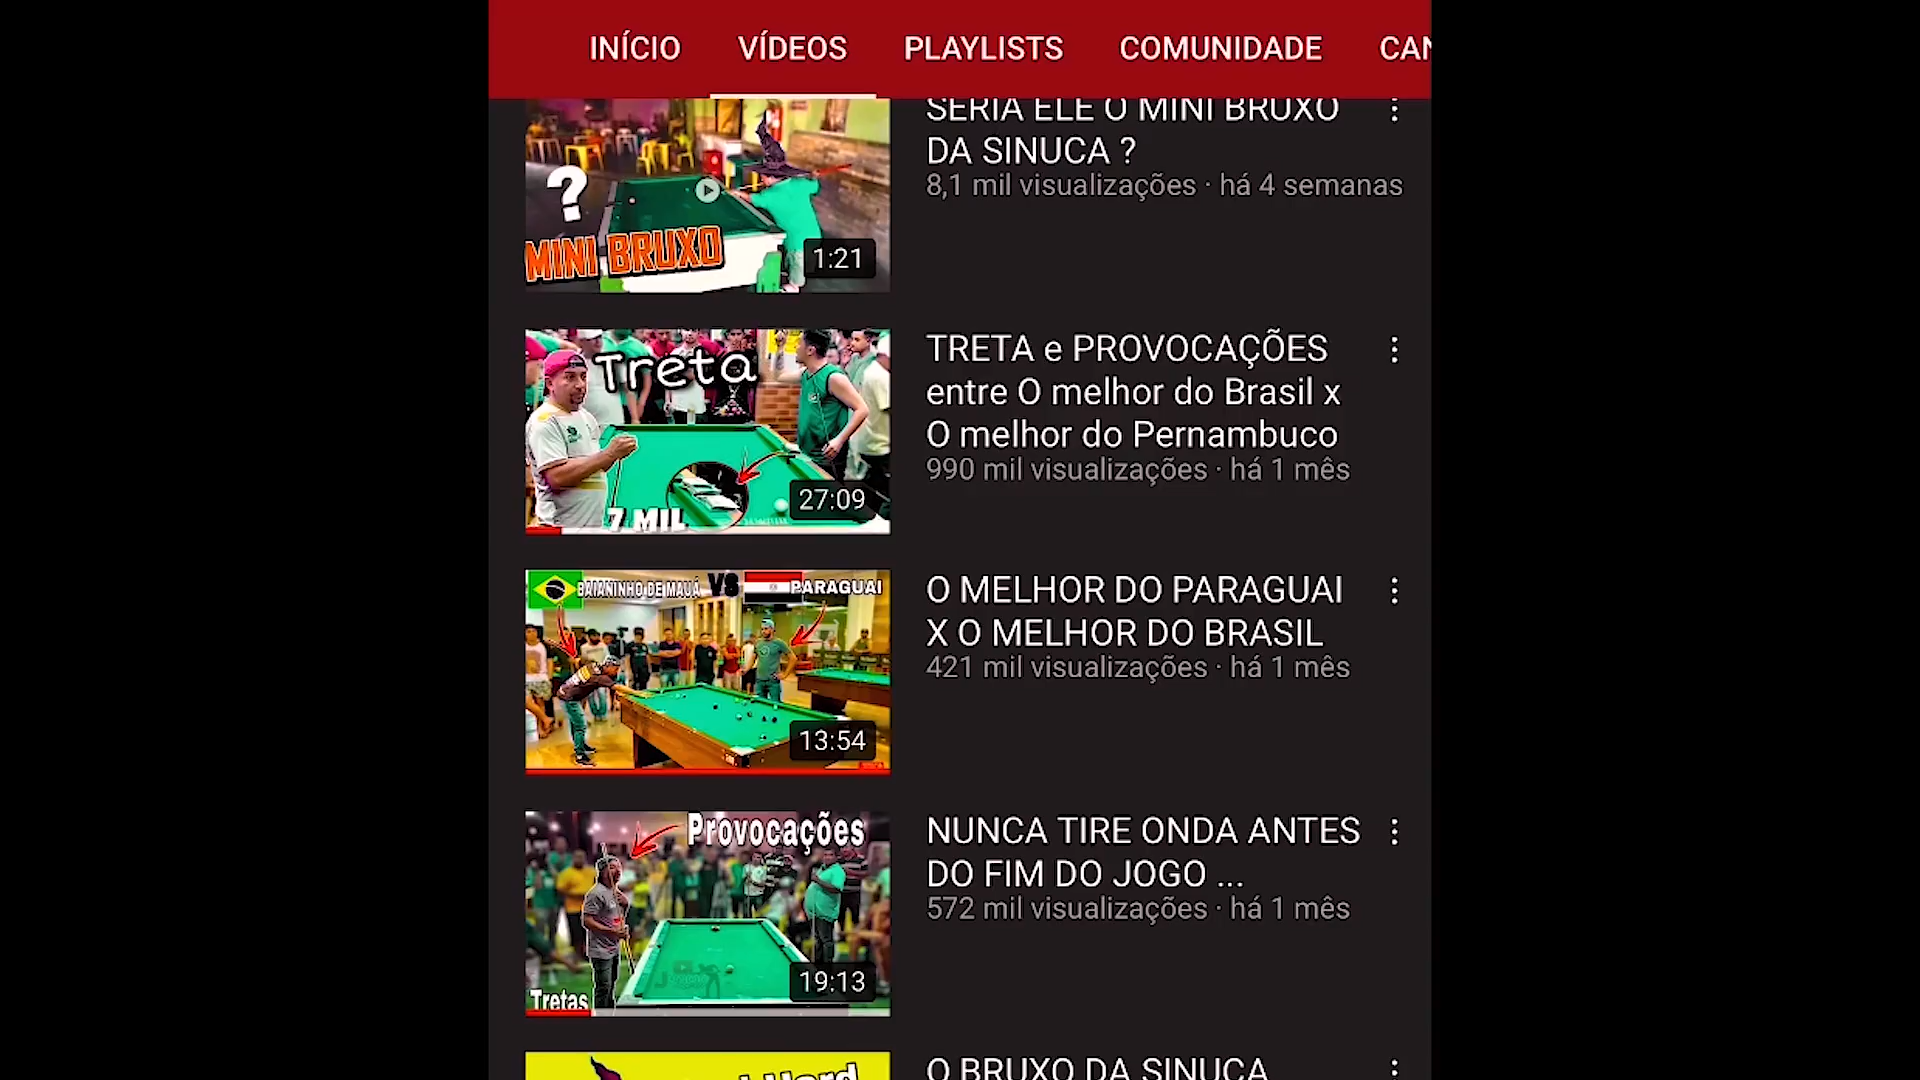 INÍCIO VÍDEOS PLAYLISTS COMUNIDADE CAN
SERIA ELE O MINI BRUXO
DA SINUCA ?
8,1 mil visualizações · há 4 semanas
?
MINI BRUXO
1:21
TRETA e PROVOCAÇÕES
entre O melhor do Brasil x
O melhor do Pernambuco
990 mil visualizações · há 1 mês
Treta
7 MIL
27:09
O MELHOR DO PARAGUAI
X O MELHOR DO BRASIL
421 mil visualizações · há 1 mês
BAIANINHO DE MAUÁ VS PARAGUAI
13:54
NUNCA TIRE ONDA ANTES
DO FIM DO JOGO ...
572 mil visualizações · há 1 mês
Provocações
Tretas
19:13
O BRUXO DA SINUCA